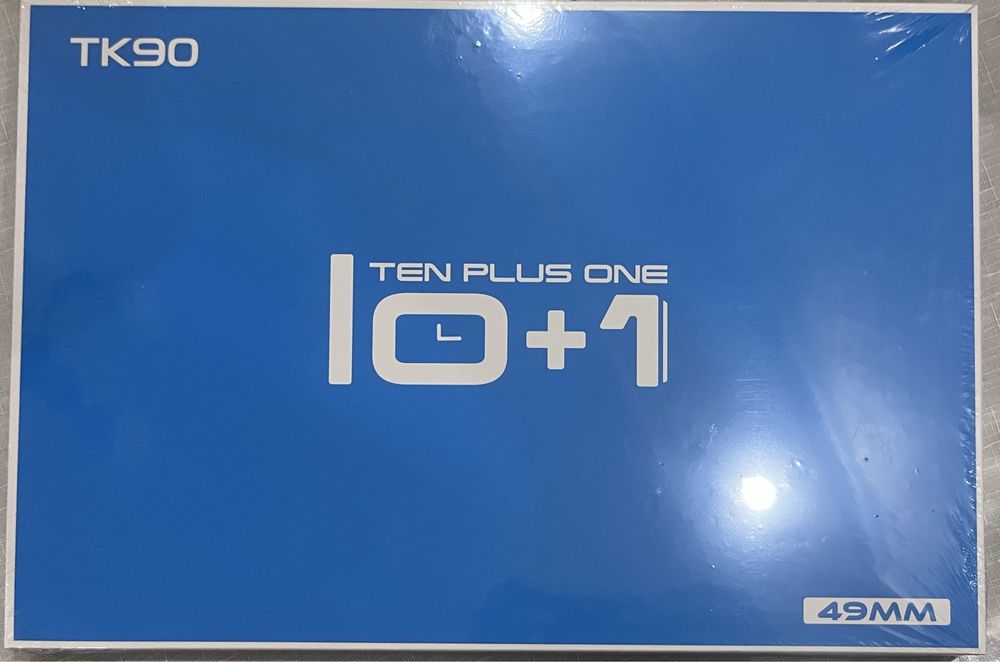 TK90
TEN PLUS ONE
10+1
49MM